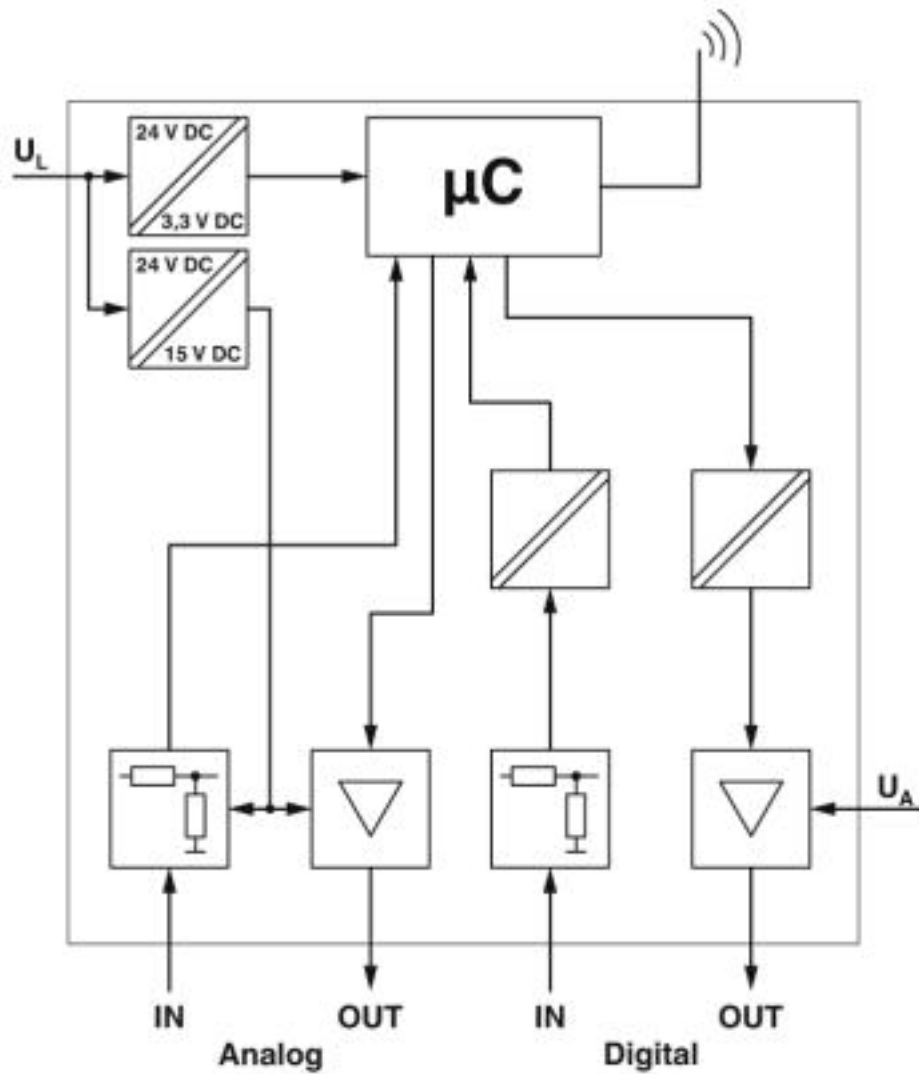 U_L
24 V DC
3,3 V DC
24 V DC
15 V DC
µC
U_A
IN OUT IN OUT
Analog Digital